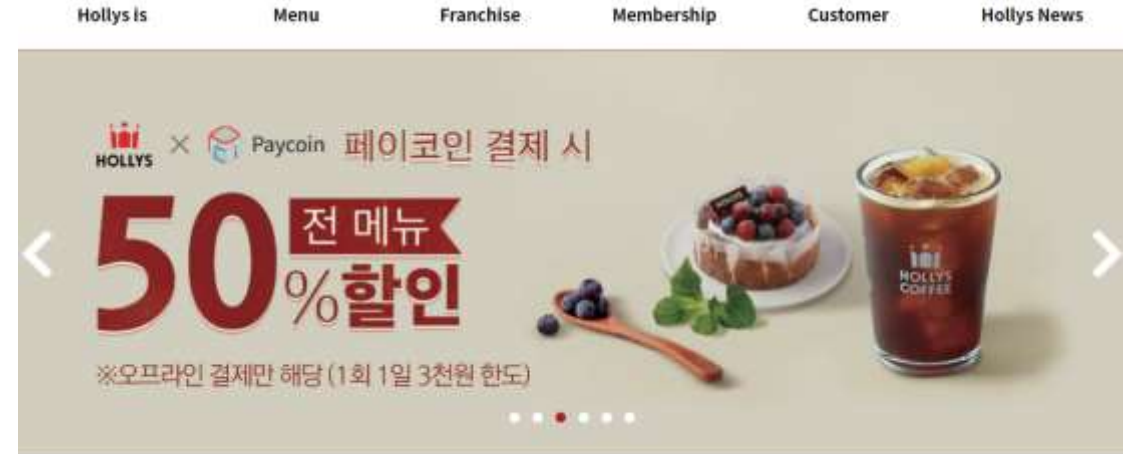 Hollys is Menu Franchise Membership Customer Hollys News
HOLLYS × Paycoin 페이코인 결제 시
50%
전 메뉴
할인
※오프라인 결제만 해당 (1회 1일 3천원 한도)
HOLLYS
COFFEE